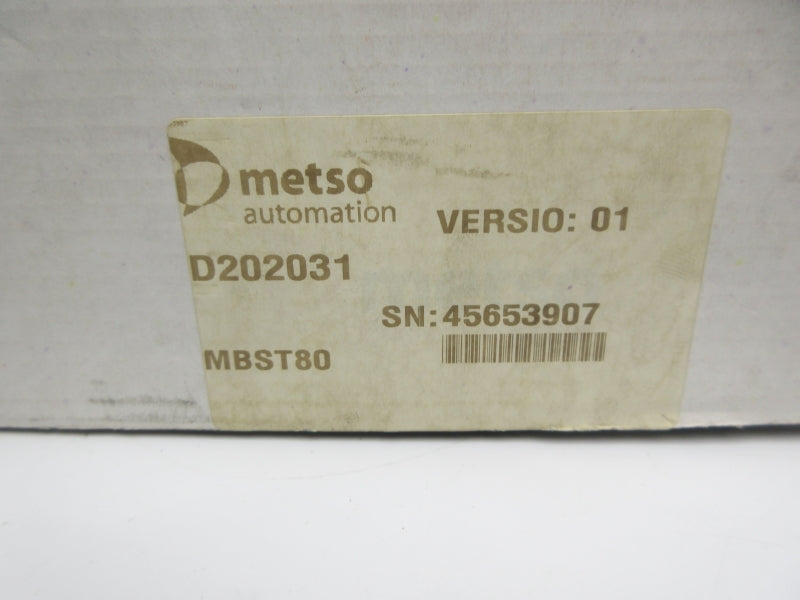 metso
automation
VERSIO: 01
D202031
SN:45653907
MBST80